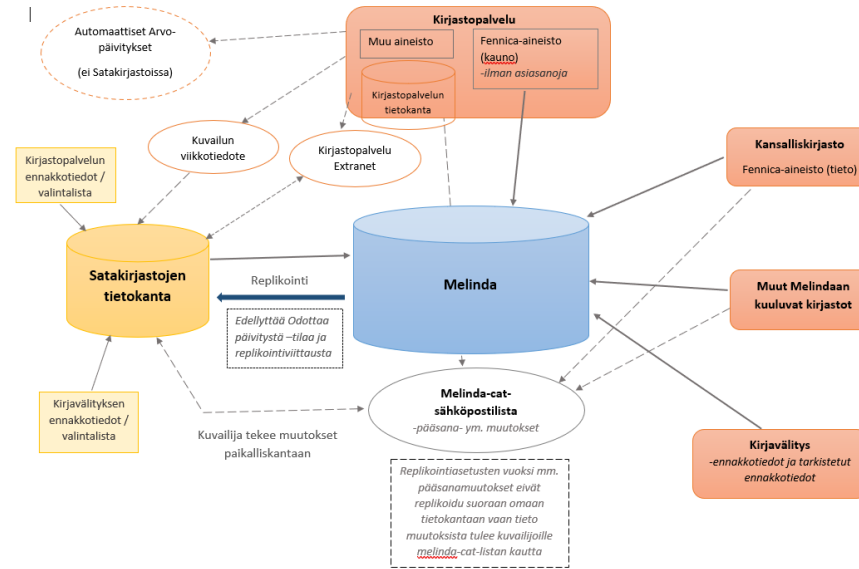 Automaattiset Arvo-
päivitykset
(ei Satakirjastoissa)
Kirjastopalvelu
Muu aineisto
Fennica-aineisto
(kauno)
-ilman asiasanoja
Kirjastopalvelun
tietokanta
Kuvailun
viikkotiedote
Kirjastopalvelu
Extranet
Kirjastopalvelun
ennakkotiedot /
valintalista
Kansalliskirjasto
Fennica-aineisto (tieto)
Satakirjastojen
tietokanta
Replikointi
Melinda
Muut Melindaan
kuuluvat kirjastot
Edellyttää Odottaa
päivitystä –tilaa ja
replikointiviittausta
Kirjavälityksen
ennakkotiedot /
valintalista
Kuvailija tekee muutokset
paikalliskantaan
Melinda-cat-
sähköpostilista
-pääsana- ym. muutokset
Kirjavälitys
-ennakkotiedot ja tarkistetut
ennakkotiedot
Replikointiasetusten vuoksi mm.
pääsanamuutokset eivät
replikoidu suoraan omaan
tietokantaan vaan tieto
muutoksista tulee kuvailijoille
melinda-cat-listan kautta